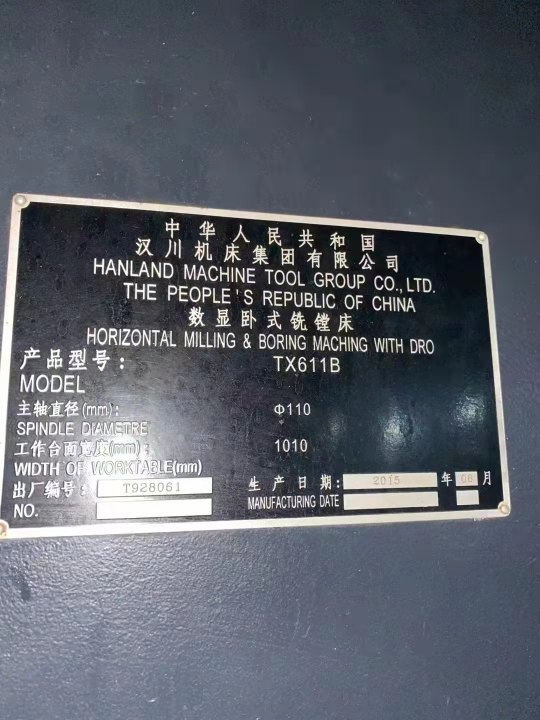 中华人民共和国
汉川机床集团有限公司
HANLAND MACHINE TOOL GROUP CO.,LTD.
THE PEOPLE'S REPUBLIC OF CHINA
数显卧式铣镗床
HORIZONTAL MILLING & BORING MACHING WITH DRO
产品型号: TX611B
MODEL
主轴直径(mm): Φ110
SPINDLE DIAMETRE
工作台面宽度(mm): 1010
WIDTH OF WORKTABLE(mm)
出厂编号: T928061 生产日期: 2015 年 06 月
NO. MANUFACTURING DATE